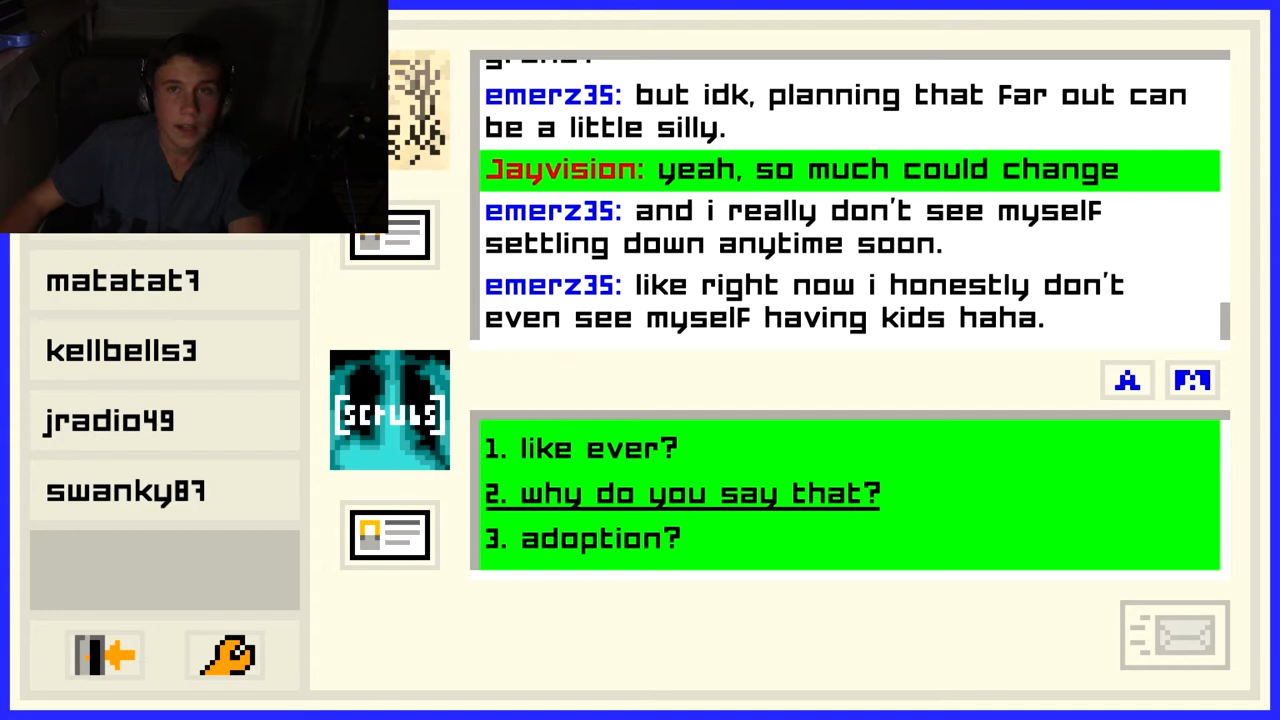 emerz35: but idk, planning that far out can
be a little silly.
Jayvision: yeah, so much could change
emerz35: and i really don't see myself
settling down anytime soon.
emerz35: like right now i honestly don't
even see myself having kids haha.
matatat7
kellbells3
jradio49
swanky87
[scrubs]
A
1. like ever?
2. why do you say that?
3. adoption?